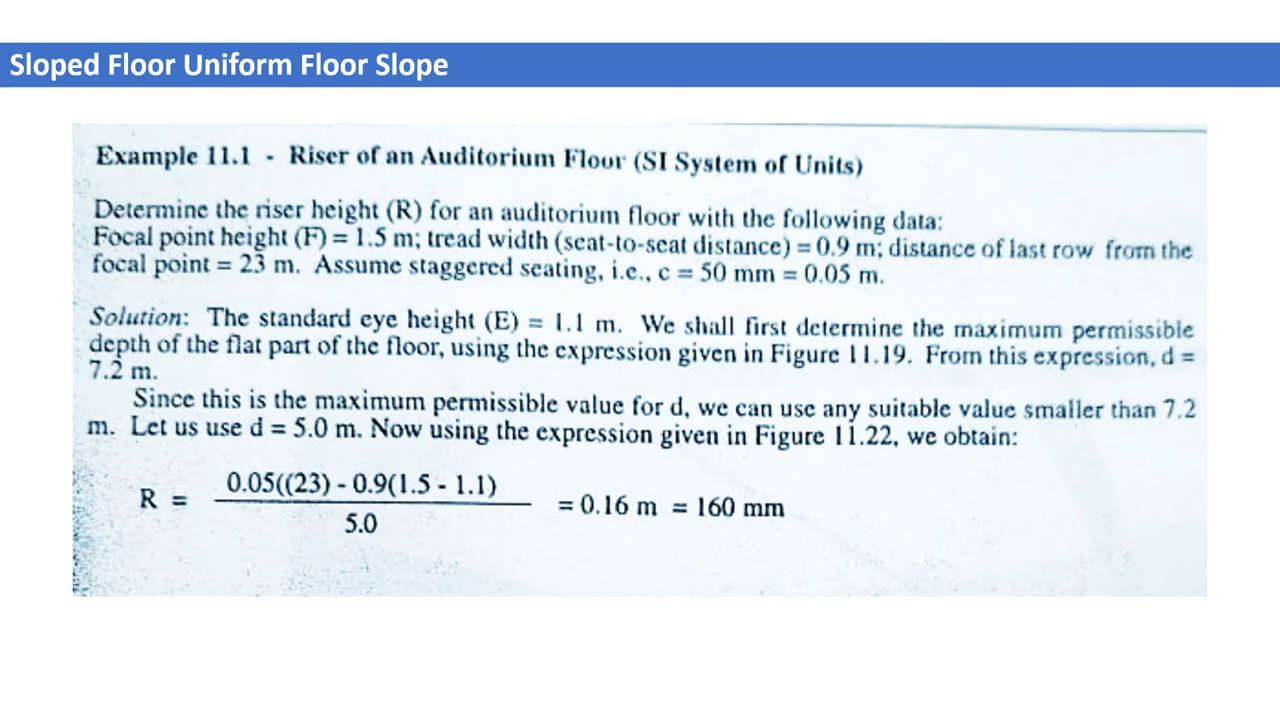 Sloped Floor Uniform Floor Slope
Example 11.1 - Riser of an Auditorium Floor (SI System of Units)
Determine the riser height (R) for an auditorium floor with the following data:
Focal point height (F) = 1.5 m; tread width (seat-to-seat distance) = 0.9 m; distance of last row from the
focal point = 23 m. Assume staggered seating, i.e., c = 50 mm = 0.05 m.
Solution: The standard eye height (E) = 1.1 m. We shall first determine the maximum permissible
depth of the flat part of the floor, using the expression given in Figure 11.19. From this expression, d =
7.2 m.
Since this is the maximum permissible value for d, we can use any suitable value smaller than 7.2
m. Let us use d = 5.0 m. Now using the expression given in Figure 11.22, we obtain:
R = 0.05((23) - 0.9(1.5 - 1.1) = 0.16 m = 160 mm
5.0